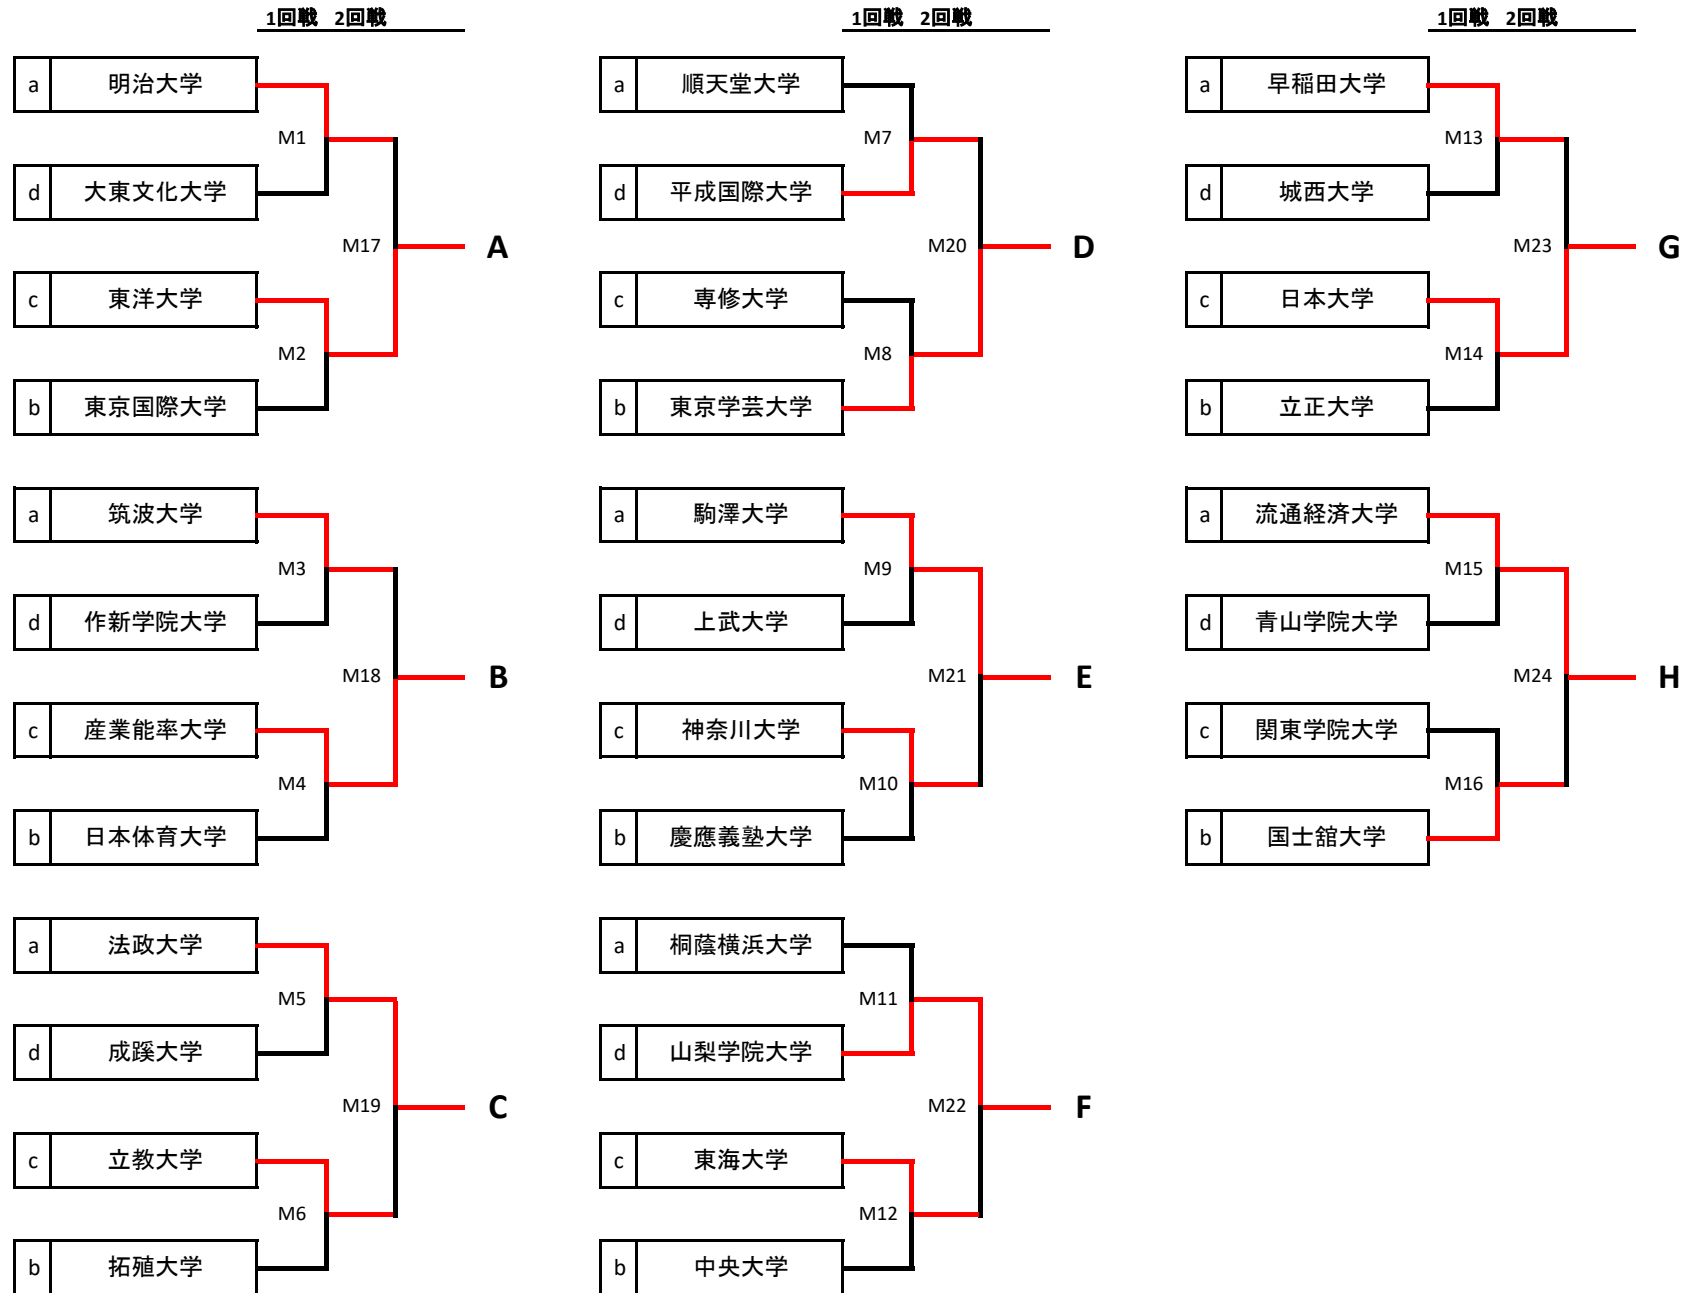 1回戦 2回戦
a 明治大学
M1
d 大東文化大学
M17 A
c 東洋大学
M2
b 東京国際大学
a 筑波大学
M3
d 作新学院大学
M18 B
c 産業能率大学
M4
b 日本体育大学
a 法政大学
M5
d 成蹊大学
M19 C
c 立教大学
M6
b 拓殖大学
1回戦 2回戦
a 順天堂大学
M7
d 平成国際大学
M20 D
c 専修大学
M8
b 東京学芸大学
a 駒澤大学
M9
d 上武大学
M21 E
c 神奈川大学
M10
b 慶應義塾大学
a 桐蔭横浜大学
M11
d 山梨学院大学
M22 F
c 東海大学
M12
b 中央大学
1回戦 2回戦
a 早稲田大学
M13
d 城西大学
M23 G
c 日本大学
M14
b 立正大学
a 流通経済大学
M15
d 青山学院大学
M24 H
c 関東学院大学
M16
b 国士舘大学